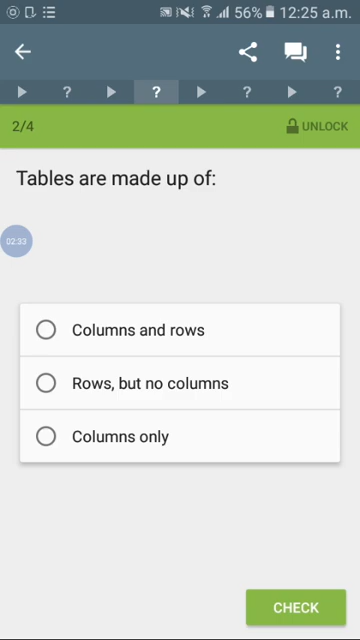 56% 12:25 a.m.
? ? ? ?
2/4 UNLOCK
Tables are made up of:
02:33
Columns and rows
Rows, but no columns
Columns only
CHECK